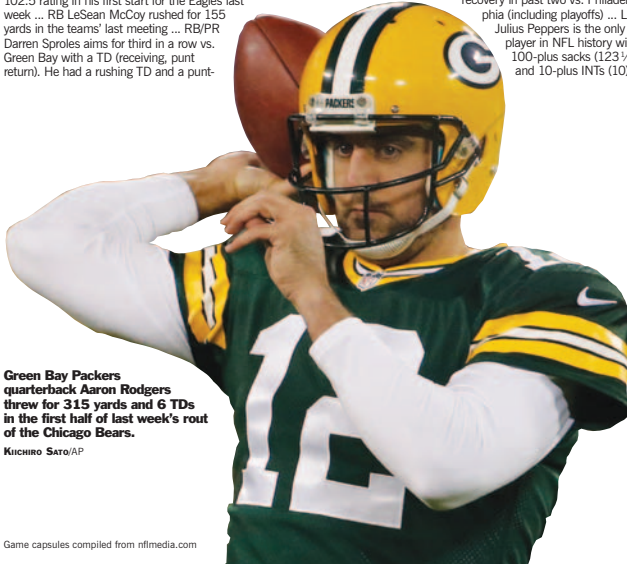 102.5 rating in his first start for the Eagles last
week ... RB LeSean McCoy rushed for 155
yards in the teams' last meeting ... RB/PR
Darren Sproles aims for third in a row vs.
Green Bay with a TD (receiving, punt
return). He had a rushing TD and a punt-
recovery in past two vs.
phia (including playoffs) ...
Julius Peppers is the only
player in NFL history
100-plus sacks (123½
and 10-plus INTs (10)
G
PACKERS
12
12
Green Bay Packers
quarterback Aaron Rodgers
threw for 315 yards and 6 TDs
in the first half of last week's rout
of the Chicago Bears.
KIICHIRO SATO/AP
Game capsules compiled from nflmedia.com